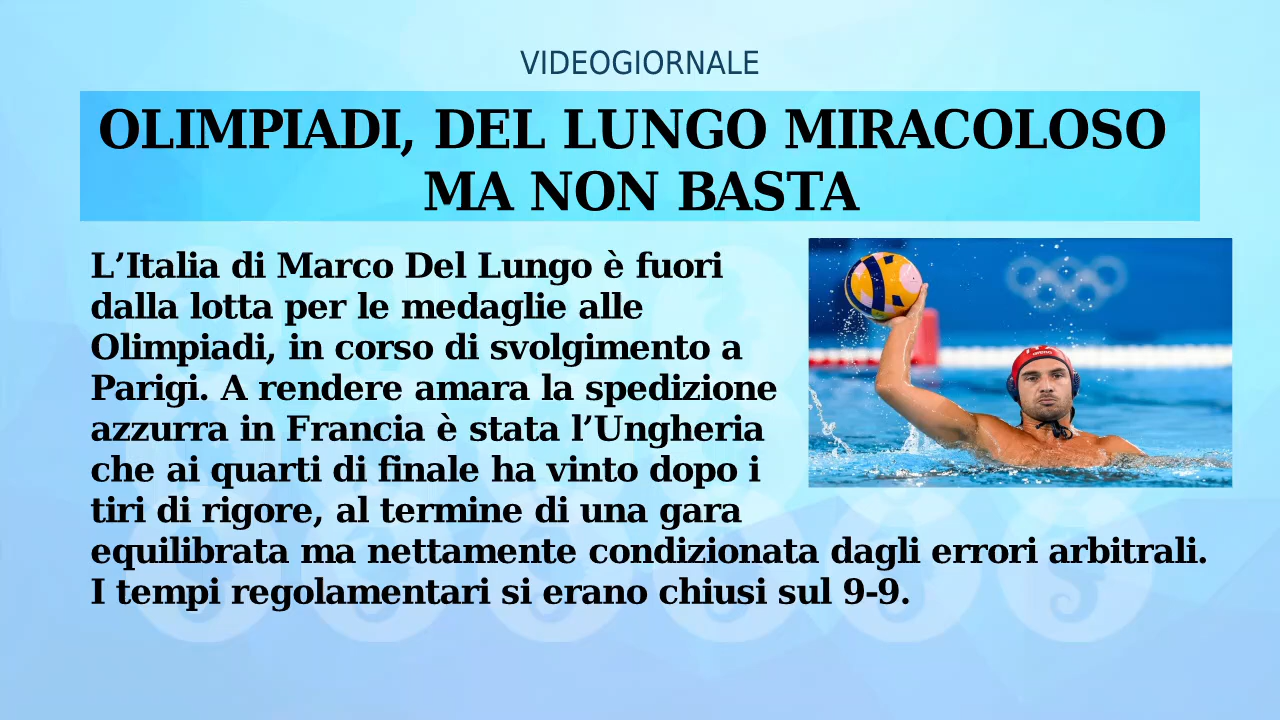 VIDEOGIORNALE
OLIMPIADI, DEL LUNGO MIRACOLOSO
MA NON BASTA
L’Italia di Marco Del Lungo è fuori
dalla lotta per le medaglie alle
Olimpiadi, in corso di svolgimento a
Parigi. A rendere amara la spedizione
azzurra in Francia è stata l’Ungheria
che ai quarti di finale ha vinto dopo i
tiri di rigore, al termine di una gara
equilibrata ma nettamente condizionata dagli errori arbitrali.
I tempi regolamentari si erano chiusi sul 9-9.